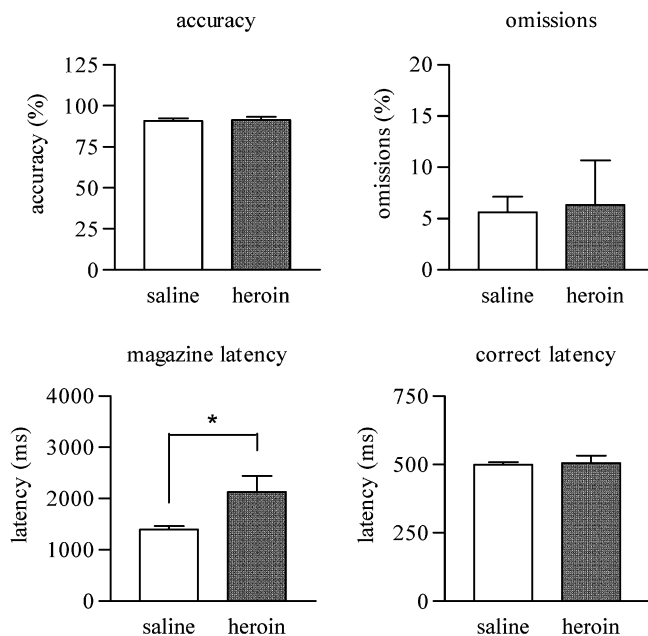 accuracy
accuracy (%)
125
100
75
50
25
0
saline heroin
omissions
omissions (%)
20
15
10
5
0
saline heroin
magazine latency
latency (ms)
4000
3000
2000
1000
0
*
saline heroin
correct latency
latency (ms)
750
500
250
0
saline heroin